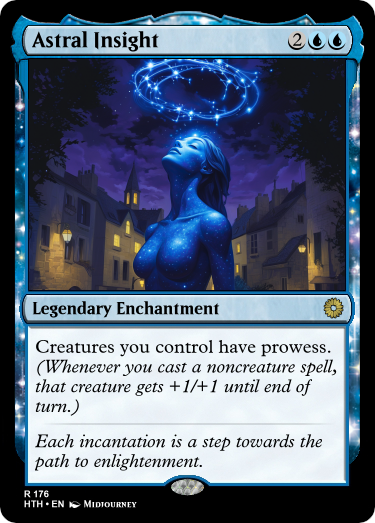 Astral Insight 2
Legendary Enchantment
Creatures you control have prowess.
(Whenever you cast a noncreature spell,
that creature gets +1/+1 until end of
turn.)
Each incantation is a step towards the
path to enlightenment.
R 176
HTH • EN Midjourney